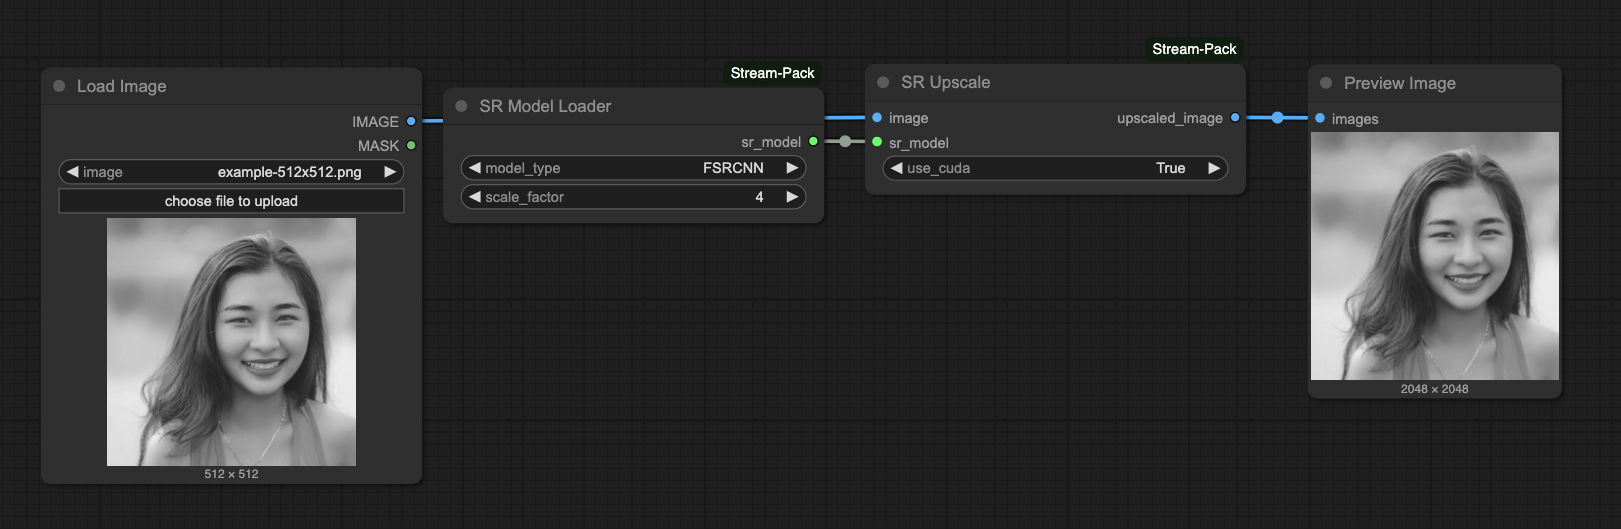 Load Image
IMAGE
MASK
image example-512x512.png
choose file to upload
512 × 512
Stream-Pack
SR Model Loader
sr_model
model_type FSRCNN
scale_factor 4
Stream-Pack
SR Upscale
image upscaled_image
sr_model
use_cuda True
Preview Image
images
2048 × 2048